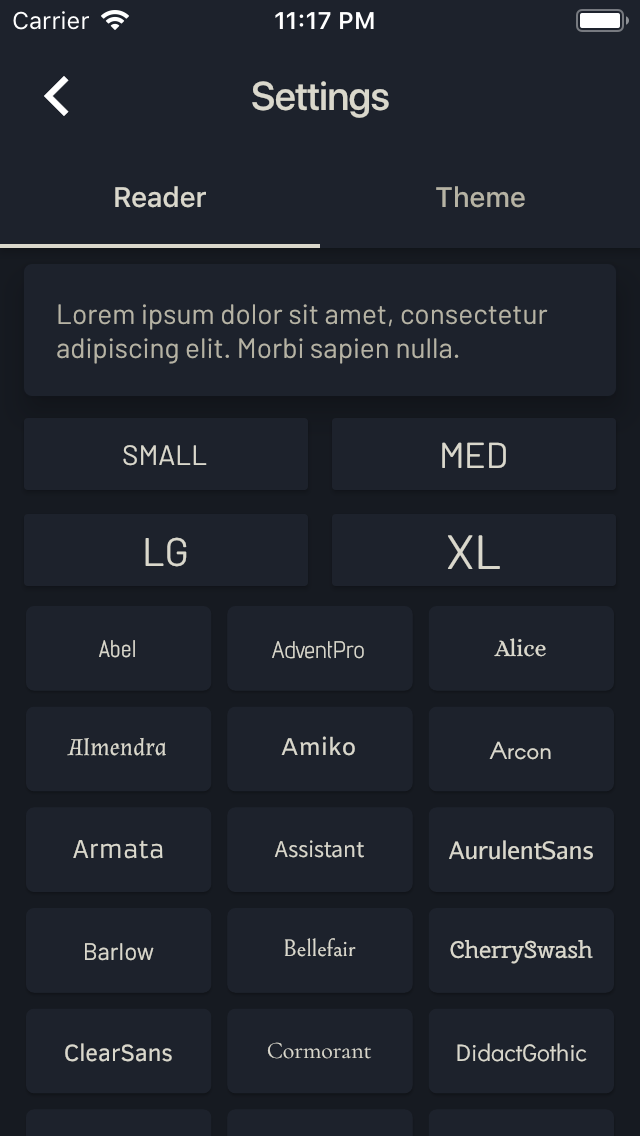 Carrier 11:17 PM
Settings
Reader Theme
Lorem ipsum dolor sit amet, consectetur
adipiscing elit. Morbi sapien nulla.
SMALL MED
LG XL
Abel AdventPro Alice
Almendra Amiko Arcon
Armata Assistant AurulentSans
Barlow Bellefair CherrySwash
ClearSans Cormorant DidactGothic